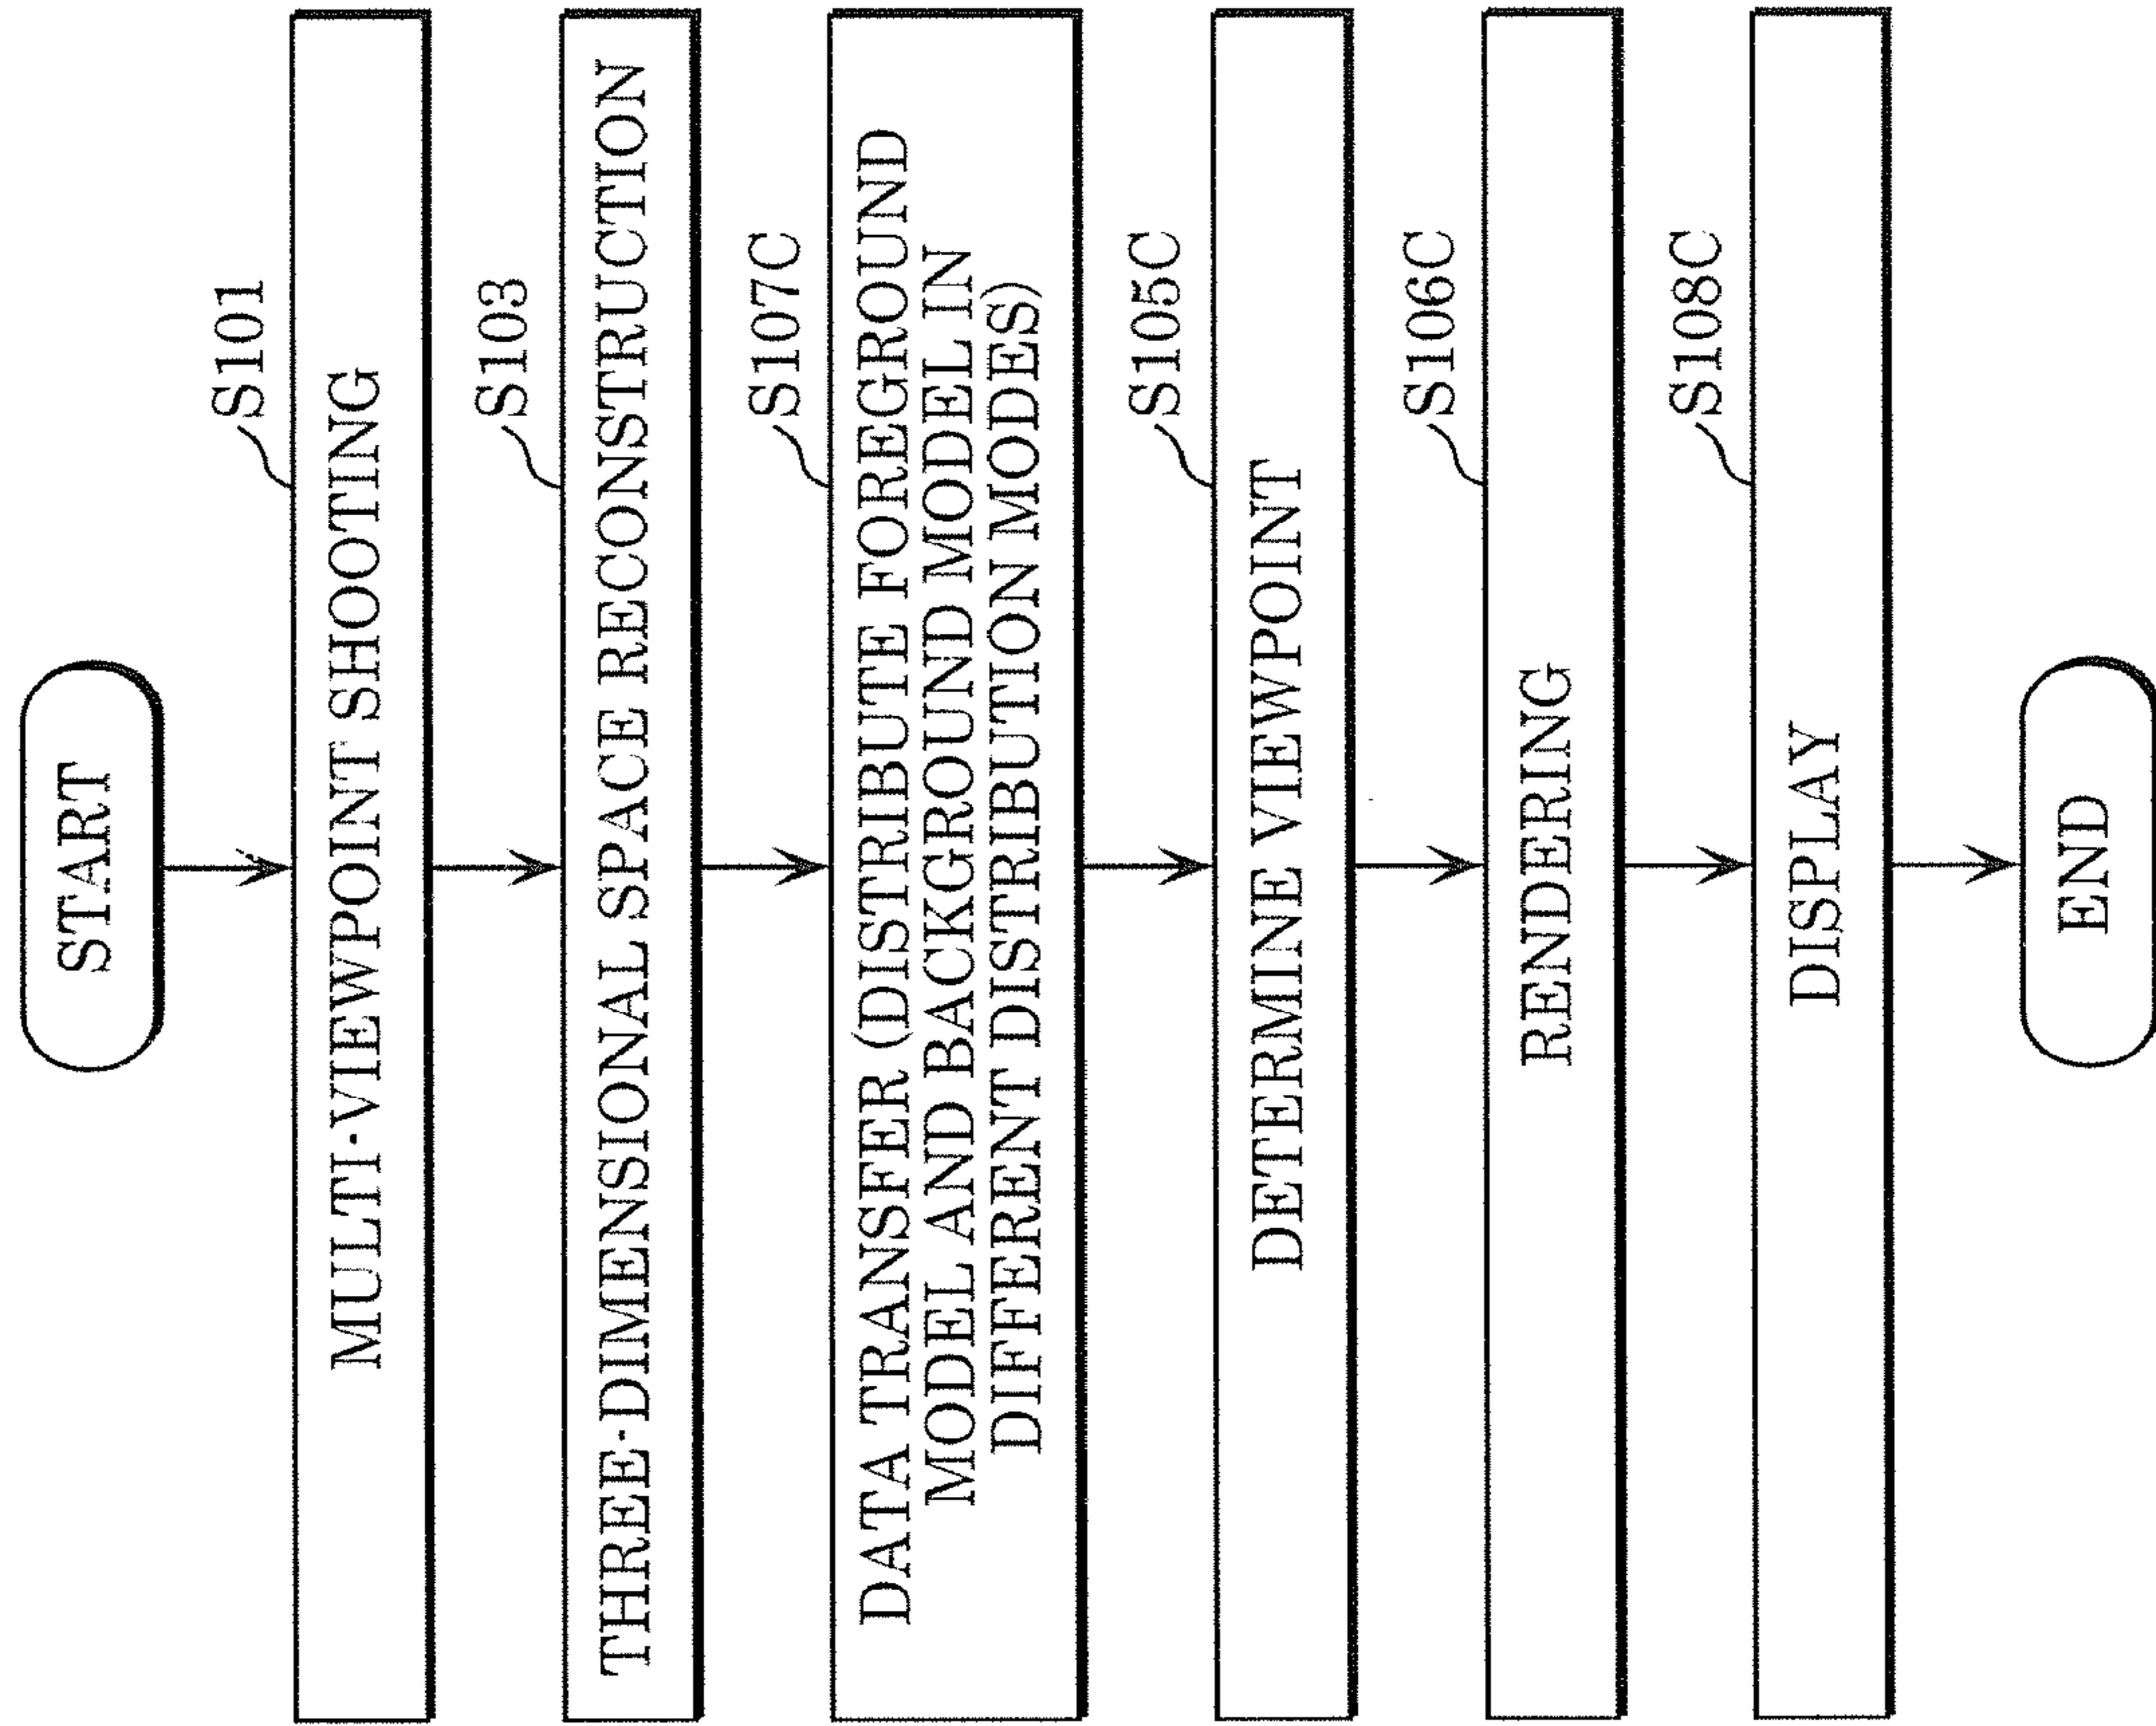 START
S101
MULTI-VIEWPOINT SHOOTING
S103
THREE-DIMENSIONAL SPACE RECONSTRUCTION
S107C
DATA TRANSFER (DISTRIBUTE FOREGROUND
MODEL AND BACKGROUND MODEL IN
DIFFERENT DISTRIBUTION MODES)
S105C
DETERMINE VIEWPOINT
S106C
RENDERING
S108C
DISPLAY
END